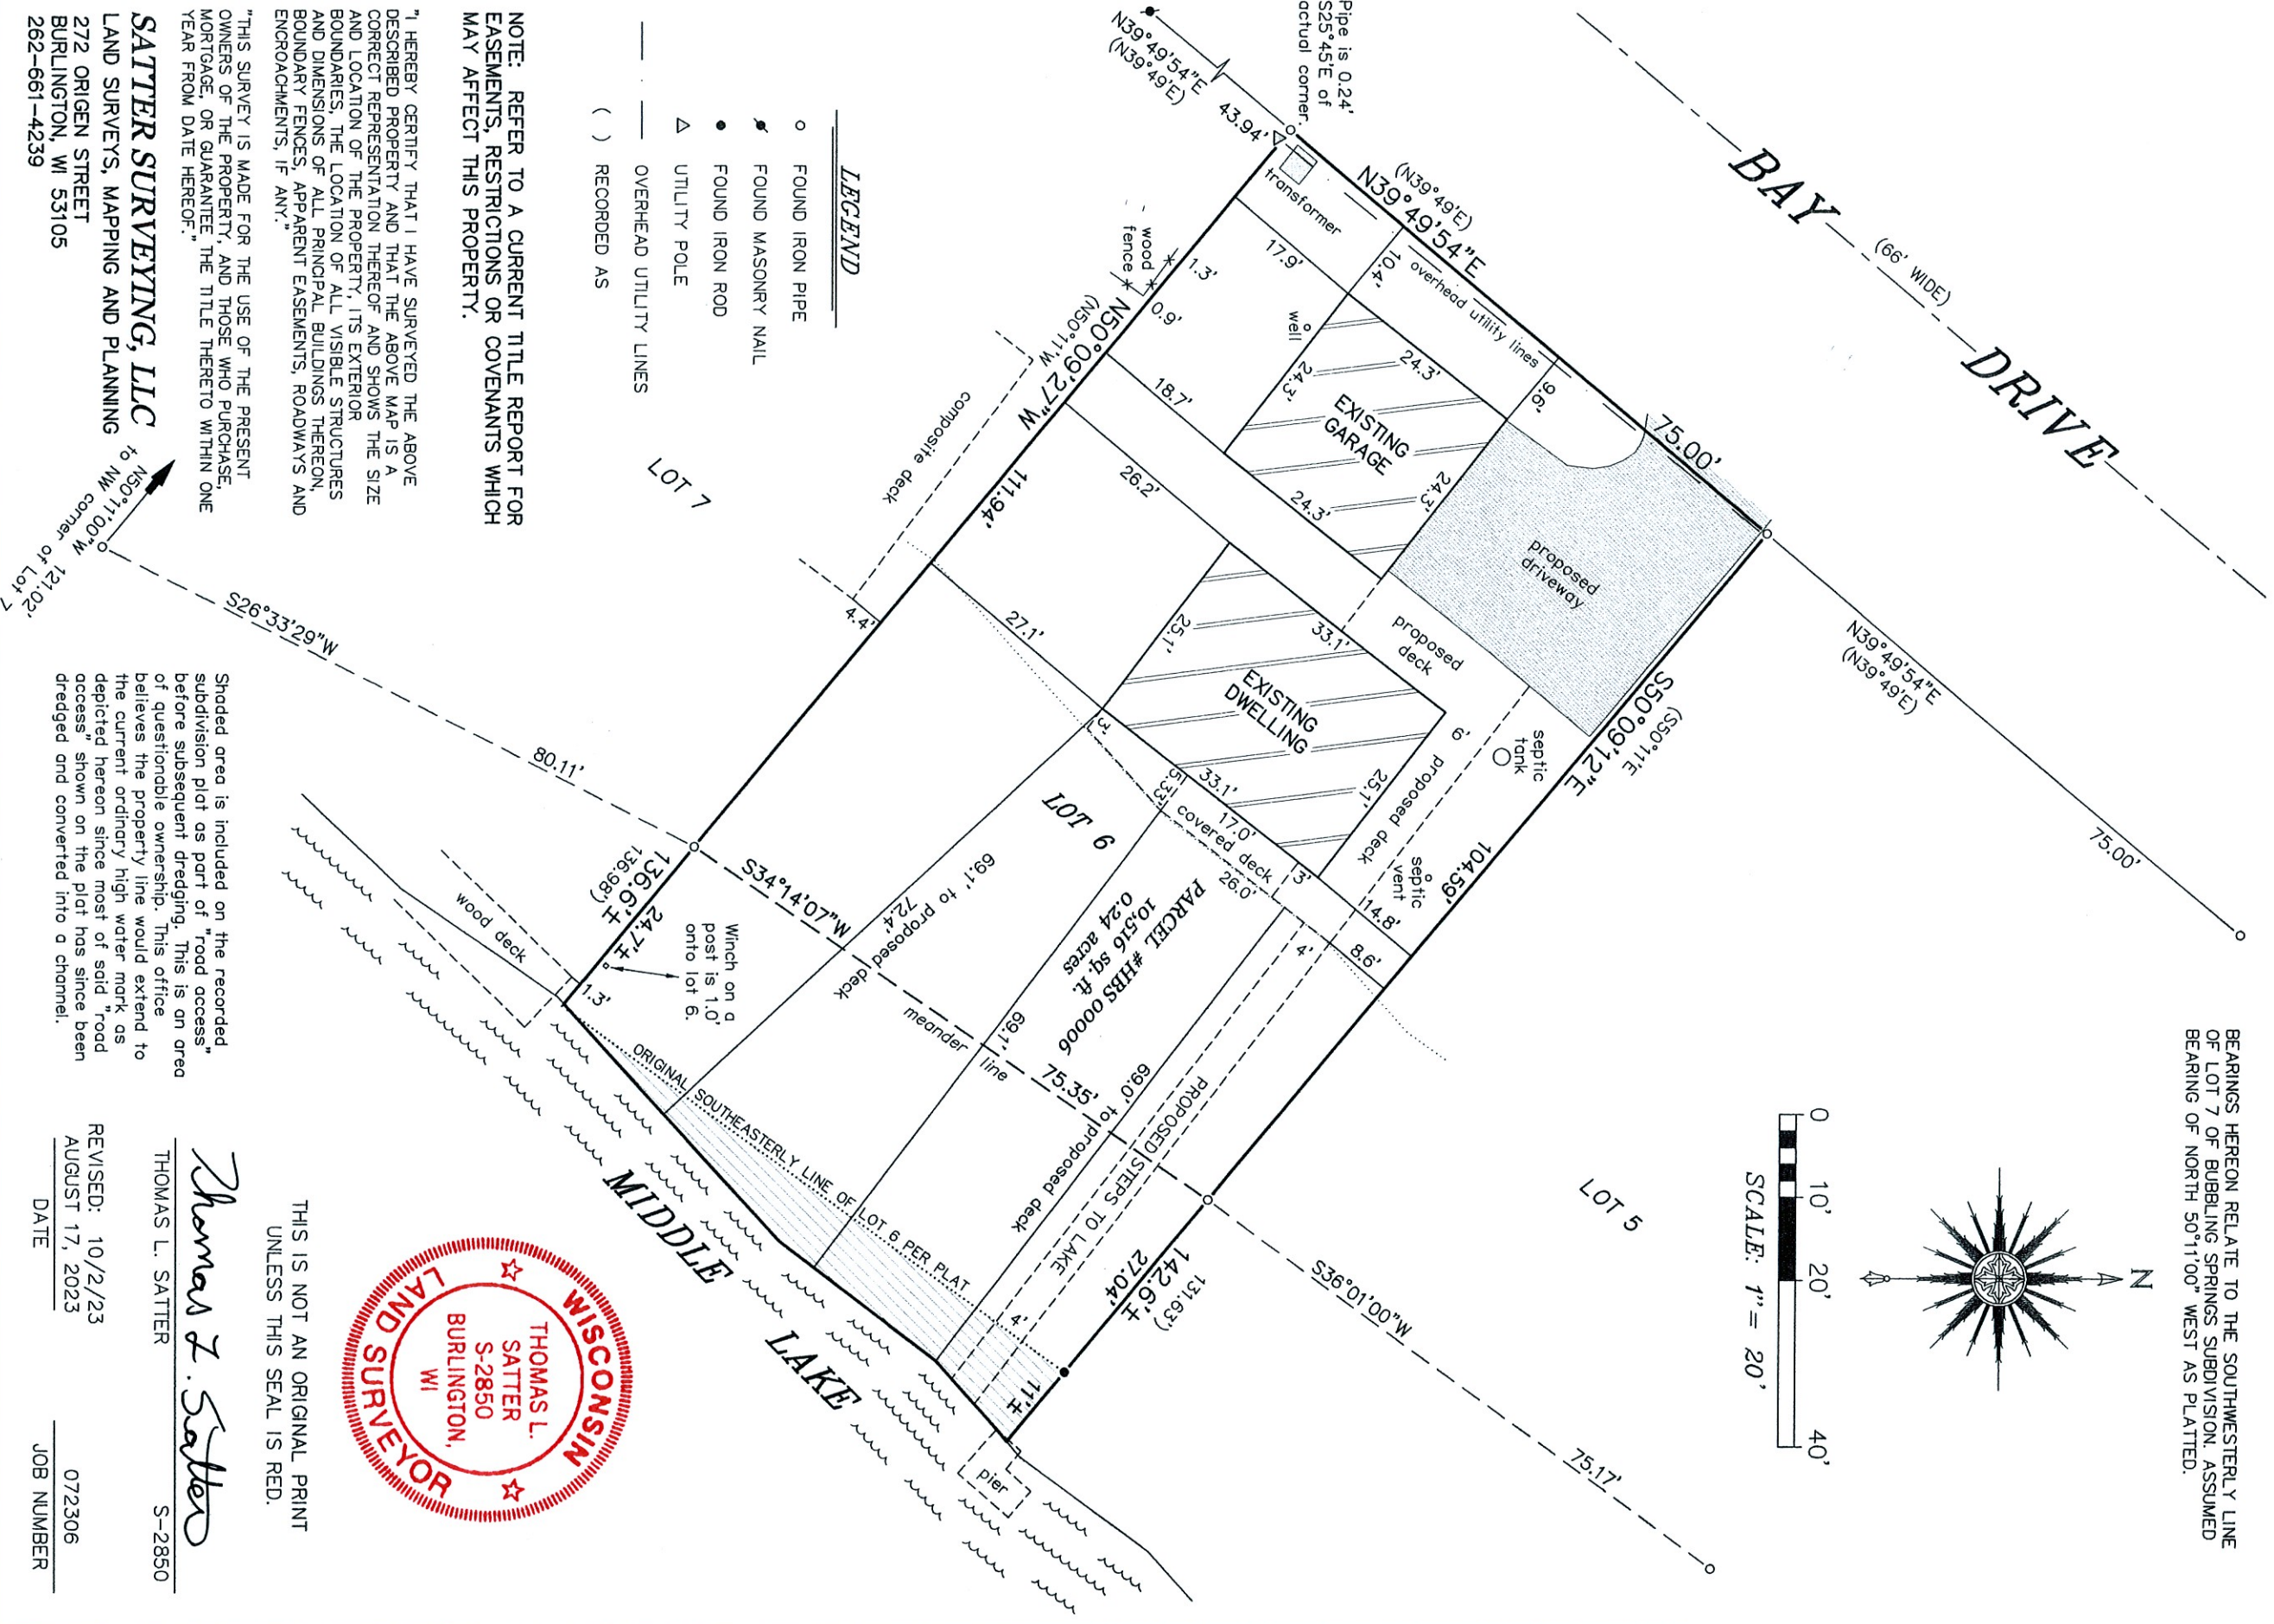 BEARINGS HEREON RELATE TO THE SOUTHWESTERLY LINE
OF LOT 7 OF BUBBLING SPRINGS SUBDIVISION. ASSUMED
BEARING OF NORTH 50°11'00" WEST AS PLATTED.
N
0
10'
20'
40'
SCALE: 1"= 20'
BAY
(66' WIDE)
DRIVE
Pipe is 0.24'
S25°45'E of
actual corner.
N39°49'54"E
(N39°49'E)
43.94'
(N39°49'E)
N39°49'54"E
75.00'
N39°49'54"E
(N39°49'E)
75.00'
transformer
overhead utility lines
17.9'
10.4'
9.6'
well
24.3'
24.3'
24.3'
24.3'
EXISTING
GARAGE
proposed
driveway
wood
fence
1.3'
0.9'
18.7'
26.2'
(N50°11'W)
N50°09'27"W
111.94'
composite deck
4.4'
LOT 7
27.1'
25.1'
33.1'
EXISTING
DWELLING
33.1'
25.1'
proposed
deck
6'
proposed deck
septic
tank
septic
vent
(S50°11'E)
S50°09'12"E
104.59'
14.8'
8.6'
3'
5.33'
covered deck
17.0'
26.0'
3'
4'
LOT 6
PARCEL #HBS 00006
10,516 sq. ft.
0.24 acres
69.1' to proposed deck
72.4'
69.1'
69.0' to proposed deck
PROPOSED STEPS TO LAKE
4'
S34°14'07"W
meander line
75.35'
136.6'±
(136.98')
24.7'±
Winch on a
post is 1.0'
onto lot 6.
1.3'
wood deck
ORIGINAL SOUTHEASTERLY LINE OF LOT 6 PER PLAT
(131.63')
142.6'±
27.04'
11'±
pier
MIDDLE LAKE
LOT 5
S36°01'00"W
75.17'
S26°33'29"W
80.11'
N50°11'00"W 121.02'
to NW corner of Lot 7
LEGEND
FOUND IRON PIPE
FOUND MASONRY NAIL
FOUND IRON ROD
UTILITY POLE
OVERHEAD UTILITY LINES
( ) RECORDED AS
NOTE: REFER TO A CURRENT TITLE REPORT FOR
EASEMENTS, RESTRICTIONS OR COVENANTS WHICH
MAY AFFECT THIS PROPERTY.
"I HEREBY CERTIFY THAT I HAVE SURVEYED THE ABOVE
DESCRIBED PROPERTY AND THAT THE ABOVE MAP IS A
CORRECT REPRESENTATION THEREOF AND SHOWS THE SIZE
AND LOCATION OF THE PROPERTY, ITS EXTERIOR
BOUNDARIES, THE LOCATION OF ALL VISIBLE STRUCTURES
AND DIMENSIONS OF ALL PRINCIPAL BUILDINGS THEREON,
BOUNDARY FENCES, APPARENT EASEMENTS, ROADWAYS AND
ENCROACHMENTS, IF ANY."
"THIS SURVEY IS MADE FOR THE USE OF THE PRESENT
OWNERS OF THE PROPERTY, AND THOSE WHO PURCHASE,
MORTGAGE, OR GUARANTEE THE TITLE THERETO WITHIN ONE
YEAR FROM DATE HEREOF."
SATTER SURVEYING, LLC
LAND SURVEYS, MAPPING AND PLANNING
272 ORIGEN STREET
BURLINGTON, WI 53105
262-661-4239
Shaded area is included on the recorded
subdivision plat as part of "road access"
before subsequent dredging. This is an area
of questionable ownership. This office
believes the property line would extend to
the current ordinary high water mark as
depicted hereon since most of said "road
access" shown on the plat has since been
dredged and converted into a channel.
WISCONSIN
THOMAS L.
SATTER
S-2850
BURLINGTON,
WI
LAND SURVEYOR
THIS IS NOT AN ORIGINAL PRINT
UNLESS THIS SEAL IS RED.
Thomas L. Satter
THOMAS L. SATTER S-2850
REVISED: 10/2/23
AUGUST 17, 2023
DATE
0723306
JOB NUMBER